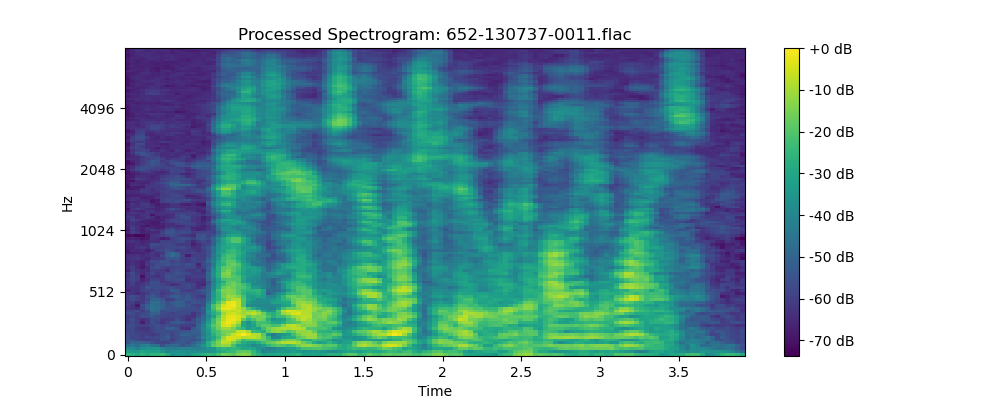 Processed Spectrogram: 652-130737-0011.flac
+0 dB
-10 dB
-20 dB
-30 dB
-40 dB
-50 dB
-60 dB
-70 dB
4096
2048
1024
512
0
Hz
0 0.5 1 1.5 2 2.5 3 3.5
Time